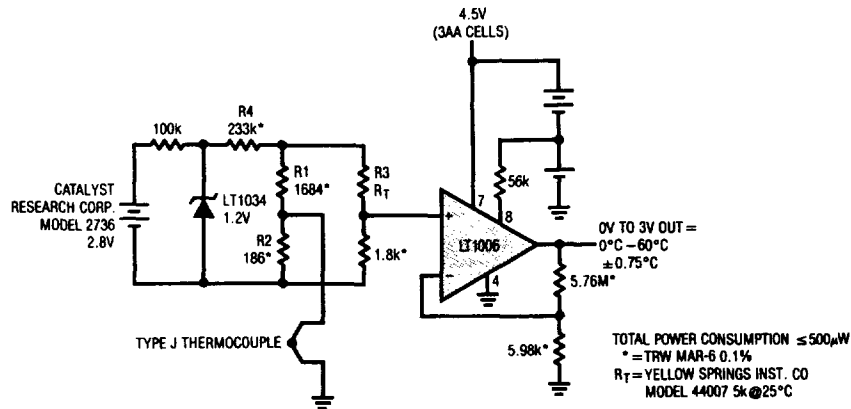 4.5V
(3AA CELLS)
100k
R4
233k*
R1
1684*
R3
R_T
56k
CATALYST
RESEARCH CORP.
MODEL 2736
2.8V
LT1034
1.2V
R2
186*
1.8k*
+
−
7
8
LT1006
4
0V TO 3V OUT =
0°C – 60°C
±0.75°C
5.76M*
5.98k*
TYPE J THERMOCOUPLE
TOTAL POWER CONSUMPTION ≤500µW
* = TRW MAR-6 0.1%
R_T = YELLOW SPRINGS INST. CO
MODEL 44007 5k @ 25°C